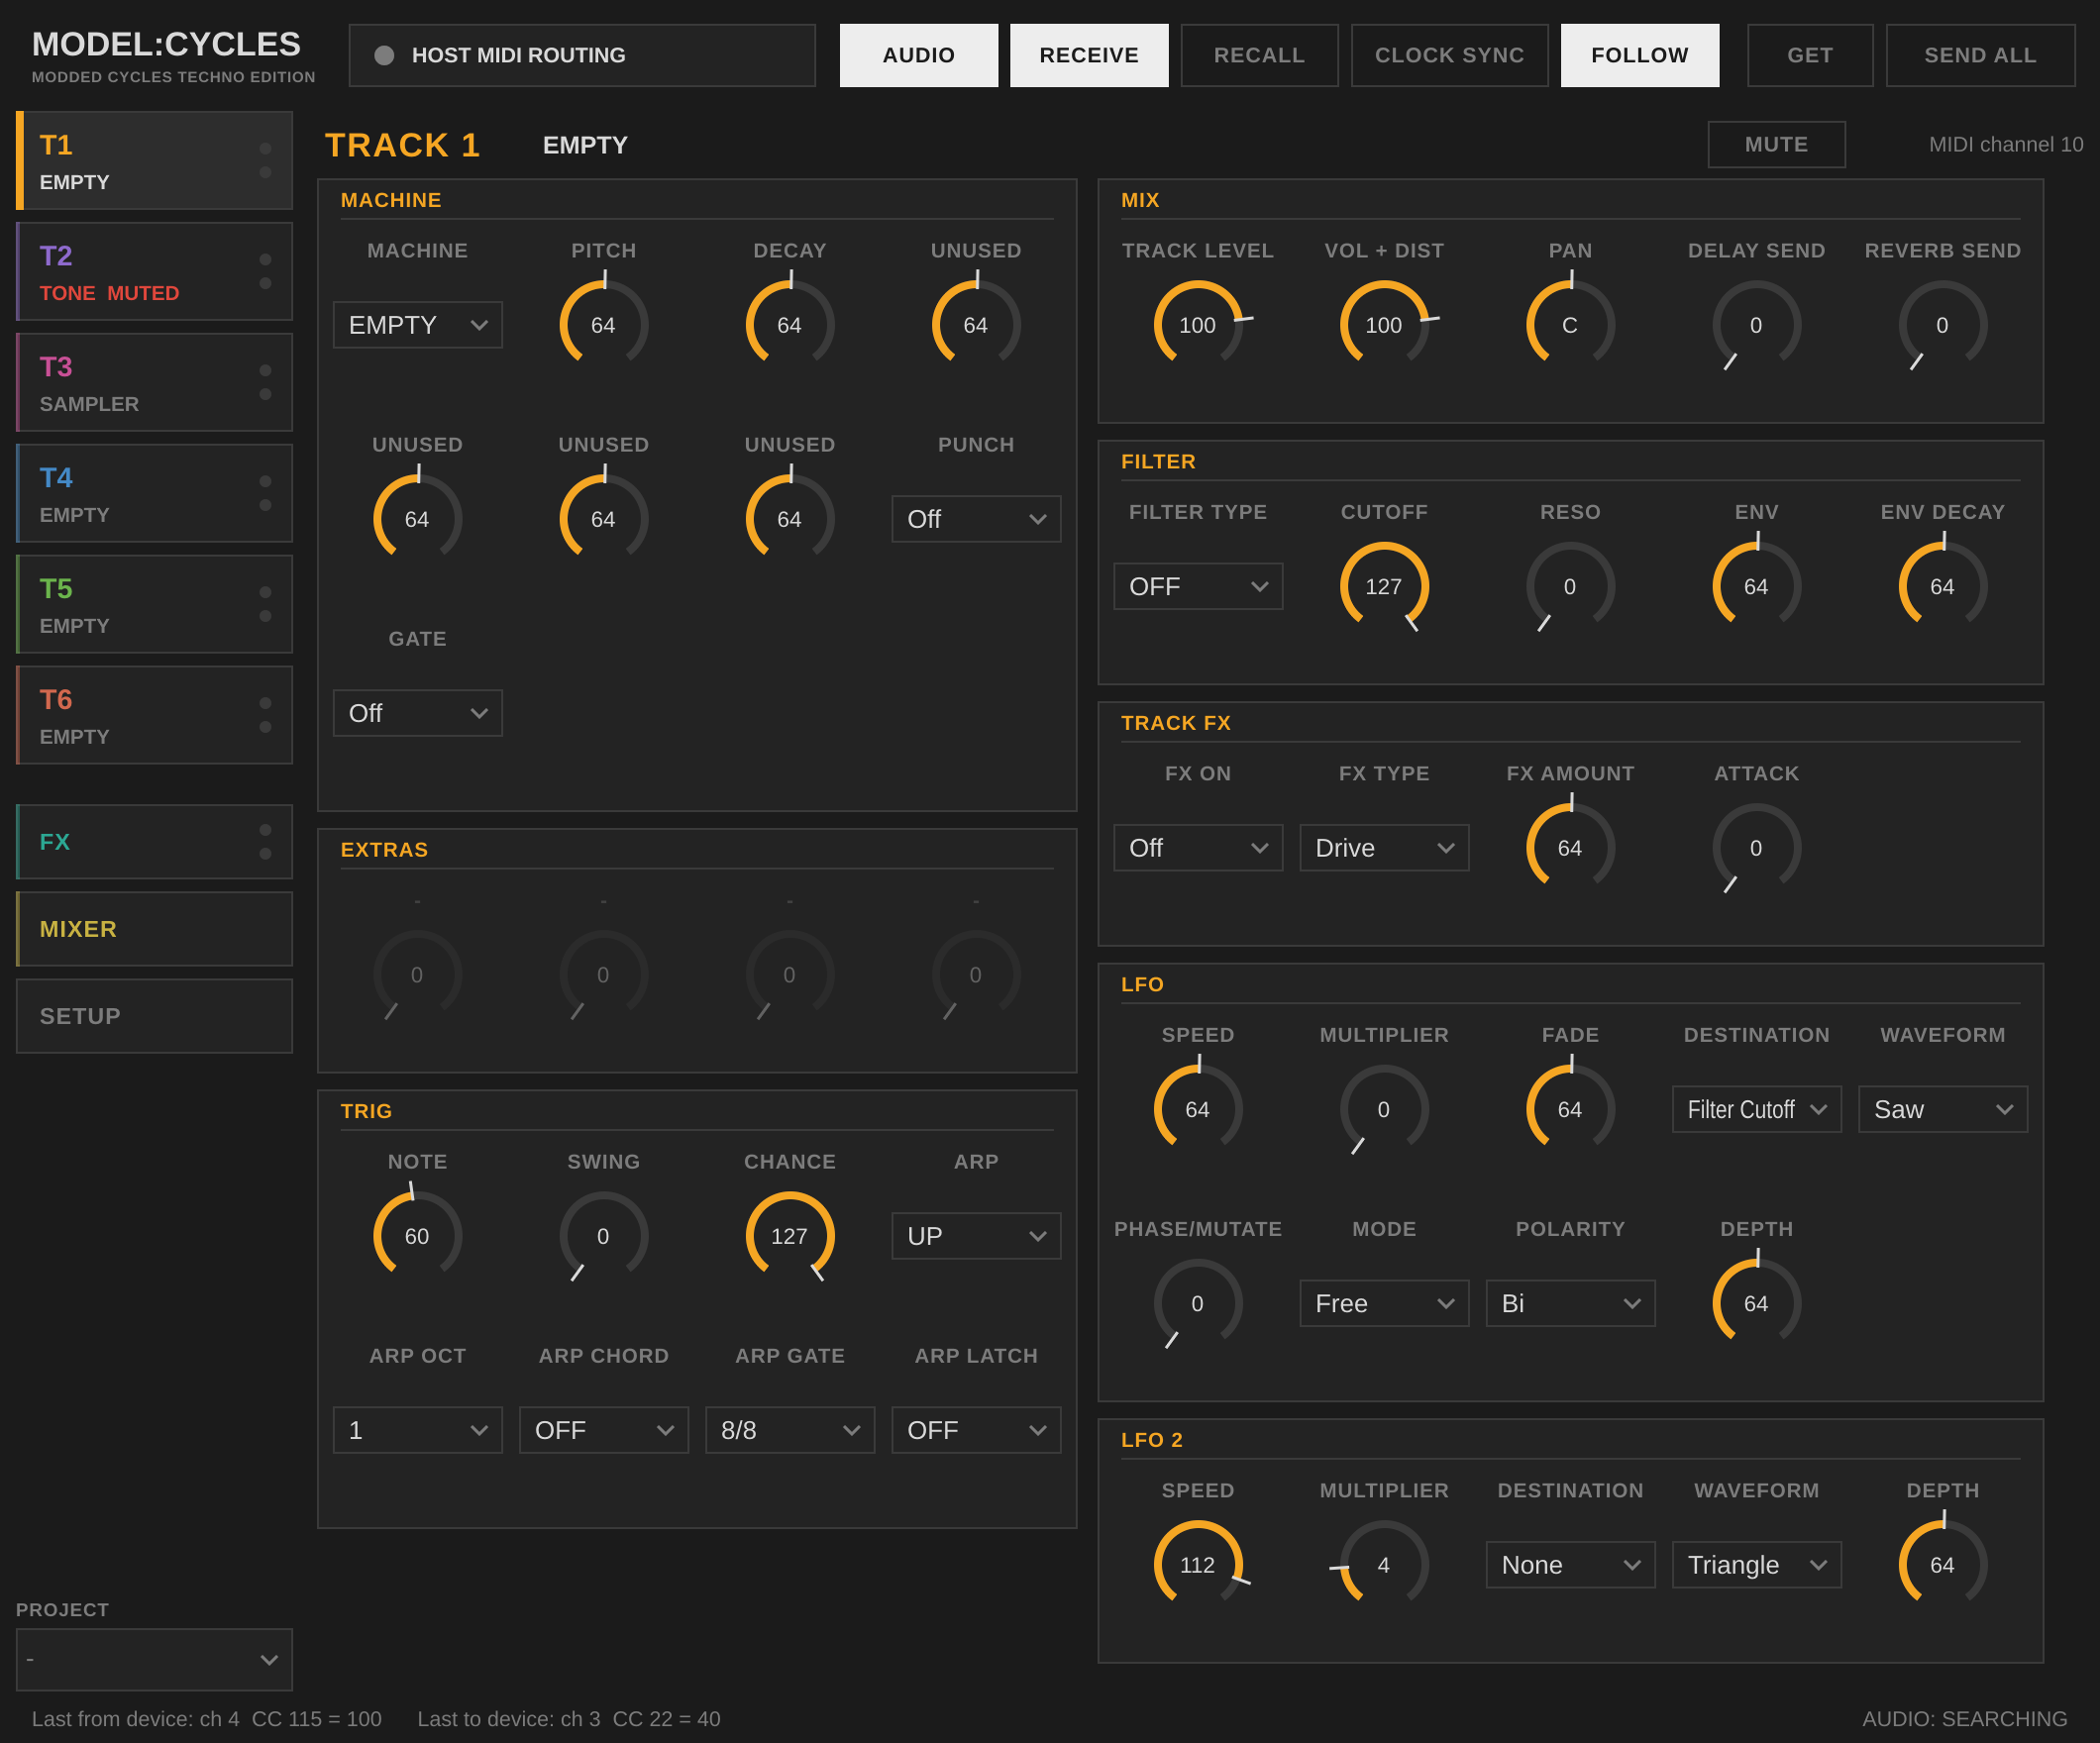 MODEL:CYCLES
MODDED CYCLES TECHNO EDITION
HOST MIDI ROUTING
AUDIO
RECEIVE
RECALL
CLOCK SYNC
FOLLOW
GET
SEND ALL
T1
EMPTY
T2
TONE MUTED
T3
SAMPLER
T4
EMPTY
T5
EMPTY
T6
EMPTY
FX
MIXER
SETUP
PROJECT
-
TRACK 1 EMPTY
MUTE
MIDI channel 10
MACHINE
MACHINE PITCH DECAY UNUSED
EMPTY 64 64 64
UNUSED UNUSED UNUSED PUNCH
64 64 64 Off
GATE
Off
EXTRAS
- - - -
0 0 0 0
TRIG
NOTE SWING CHANCE ARP
60 0 127 UP
ARP OCT ARP CHORD ARP GATE ARP LATCH
1 OFF 8/8 OFF
MIX
TRACK LEVEL VOL + DIST PAN DELAY SEND REVERB SEND
100 100 C 0 0
FILTER
FILTER TYPE CUTOFF RESO ENV ENV DECAY
OFF 127 0 64 64
TRACK FX
FX ON FX TYPE FX AMOUNT ATTACK
Off Drive 64 0
LFO
SPEED MULTIPLIER FADE DESTINATION WAVEFORM
64 0 64 Filter Cutoff Saw
PHASE/MUTATE MODE POLARITY DEPTH
0 Free Bi 64
LFO 2
SPEED MULTIPLIER DESTINATION WAVEFORM DEPTH
112 4 None Triangle 64
Last from device: ch 4 CC 115 = 100 Last to device: ch 3 CC 22 = 40
AUDIO: SEARCHING